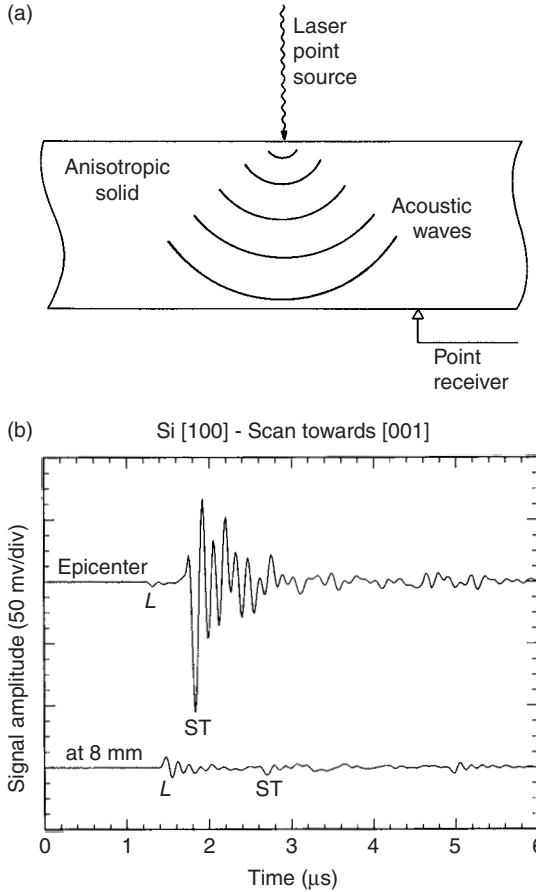 (a)
Laser
point
source
Anisotropic
solid
Acoustic
waves
Point
receiver
(b)
Si [100] - Scan towards [001]
Signal amplitude (50 mv/div)
Epicenter
L
ST
at 8 mm
L
ST
0 1 2 3 4 5 6
Time (μs)